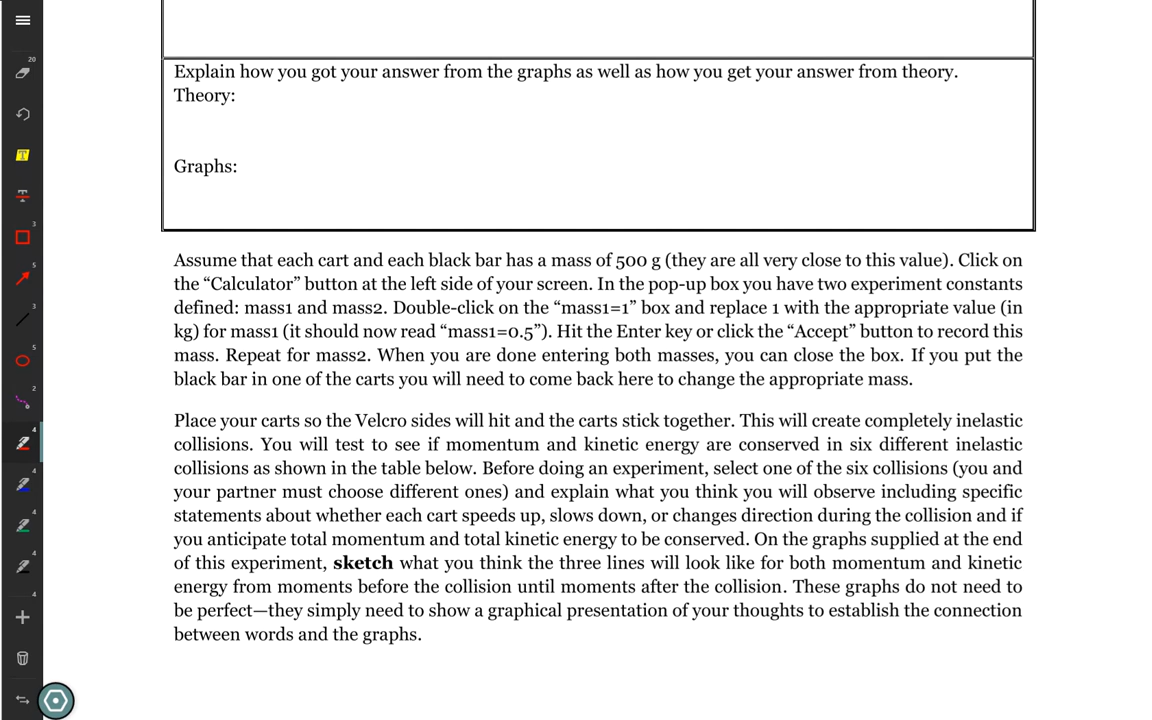 Explain how you got your answer from the graphs as well as how you get your answer from theory.
Theory:
Graphs:
Assume that each cart and each black bar has a mass of 500 g (they are all very close to this value). Click on
the “Calculator” button at the left side of your screen. In the pop-up box you have two experiment constants
defined: mass1 and mass2. Double-click on the “mass1=1” box and replace 1 with the appropriate value (in
kg) for mass1 (it should now read “mass1=0.5”). Hit the Enter key or click the “Accept” button to record this
mass. Repeat for mass2. When you are done entering both masses, you can close the box. If you put the
black bar in one of the carts you will need to come back here to change the appropriate mass.
Place your carts so the Velcro sides will hit and the carts stick together. This will create completely inelastic
collisions. You will test to see if momentum and kinetic energy are conserved in six different inelastic
collisions as shown in the table below. Before doing an experiment, select one of the six collisions (you and
your partner must choose different ones) and explain what you think you will observe including specific
statements about whether each cart speeds up, slows down, or changes direction during the collision and if
you anticipate total momentum and total kinetic energy to be conserved. On the graphs supplied at the end
of this experiment, sketch what you think the three lines will look like for both momentum and kinetic
energy from moments before the collision until moments after the collision. These graphs do not need to
be perfect—they simply need to show a graphical presentation of your thoughts to establish the connection
between words and the graphs.
20
T
T
3
5
3
5
2
4
4
4
4
4